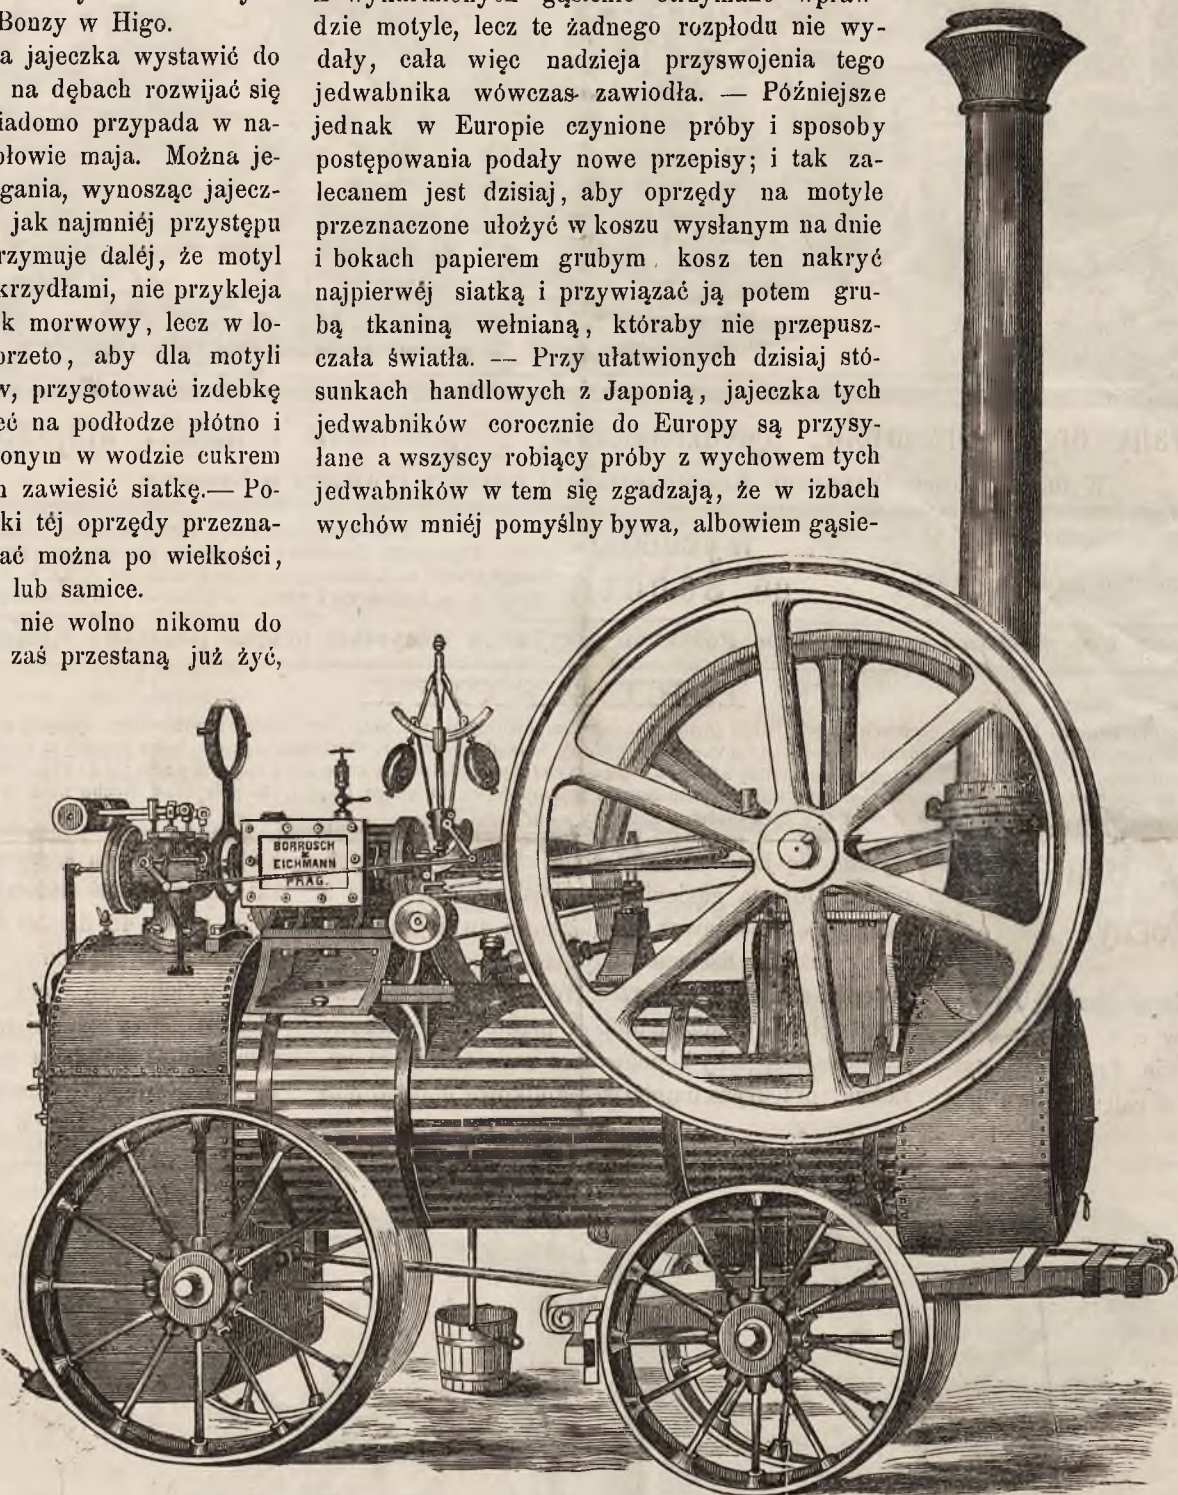 Bonzy w Higo.
a jajeczka wystawić do
na dębach rozwijać się
iadomo przypada w na-
ołowie maja. Można je-
gania, wynosząc jajecz-
jak najmniéj przystępu
rzymuje daléj, że motyl
krzydłami, nie przykleja
k morwowy, lecz w lo-
orzeto, aby dla motyli
w, przygotować izdebkę
eć na podłodze płótno i
onym w wodzie cukrem
n zawiesić siatkę.— Po-
ki téj oprzędy przezna-
ać można po wielkości,
lub samice.
nie wolno nikomu do
zaś przestaną już żyć,
dzie motyle, lecz te żadnego rozpłodu nie wy-
dały, cała więc nadzieja przyswojenia tego
jedwabnika wówczas zawiodła. — Późniejsze
jednak w Europie czynione próby i sposoby
postępowania podały nowe przepisy; i tak za-
lecanem jest dzisiaj, aby oprzędy na motyle
przeznaczone ułożyć w koszu wysłanym na dnie
i bokach papierem grubym, kosz ten nakryć
najpierwéj siatką i przywiązać ją potem gru-
bą tkaniną wełnianą, któraby nie przepusz-
czała światła. — Przy ułatwionych dzisiaj stó-
sunkach handlowych z Japonią, jajeczka tych
jedwabników corocznie do Europy są przysy-
łane a wszyscy robiący próby z wychowem tych
jedwabników w tem się zgadzają, że w izbach
wychów mniéj pomyślny bywa, albowiem gąsie-
BORROSCH
&
EICHMANN
PRAG.